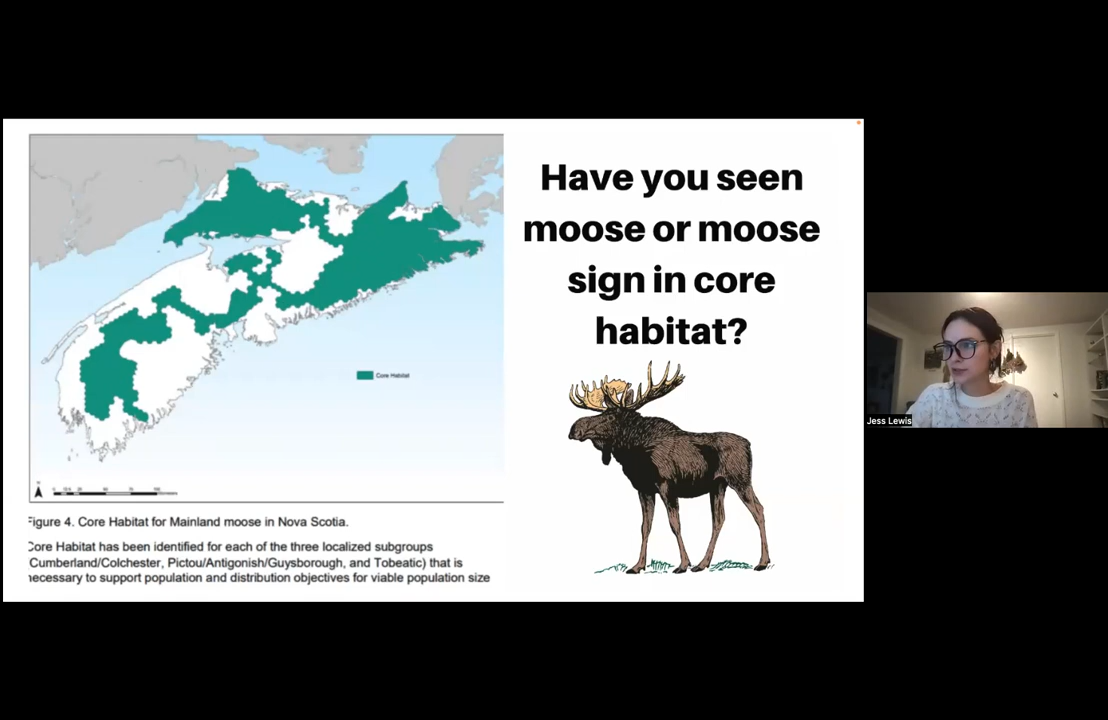 Have you seen
moose or moose
sign in core
habitat?
Core Habitat
N
Figure 4. Core Habitat for Mainland moose in Nova Scotia.
Core Habitat has been identified for each of the three localized subgroups
(Cumberland/Colchester, Pictou/Antigonish/Guysborough, and Tobeatic) that is
necessary to support population and distribution objectives for viable population size
Jess Lewis